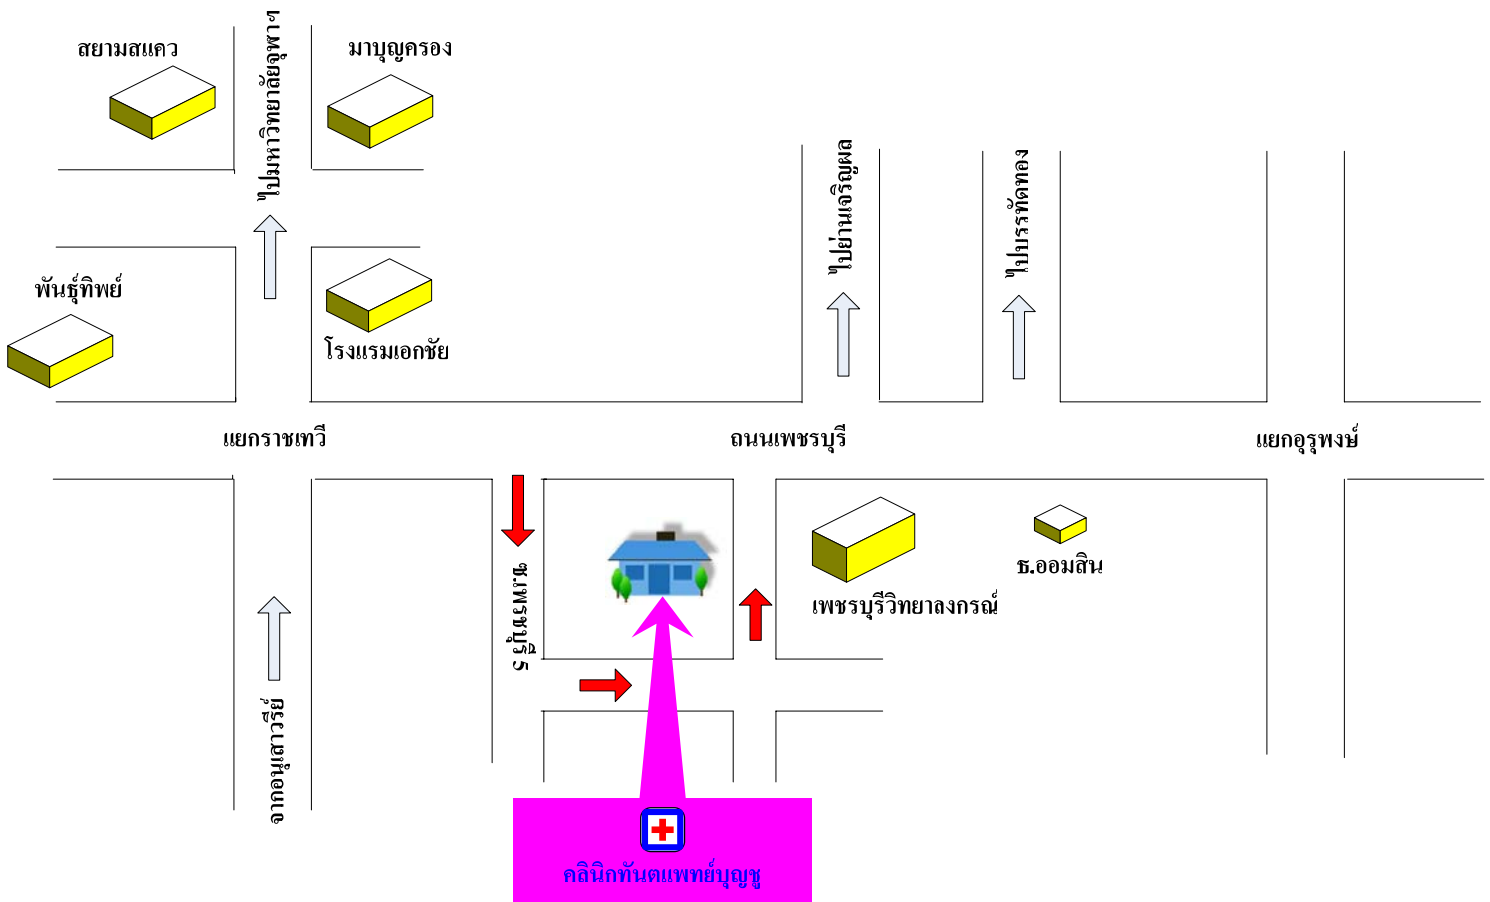 สยามสแควว
มาบุญครอง
ไปมหาวิทยาลัยจุฬาฯ
ไปย่านเจริญผล
ไปบรรทัดทอง
พันธุ์ทิพย์
โรงแรมเอกชัย
แยกราชเทวี
ถนนเพชรบุรี
แยกอุรุพงษ์
ซ.เพรชบุรี 5
ธ.ออมสิน
เพชรบุรีวิทยาลงกรณ์
จากอนุเสาวรีย์
คลินิกทันตแพทย์บุญชู